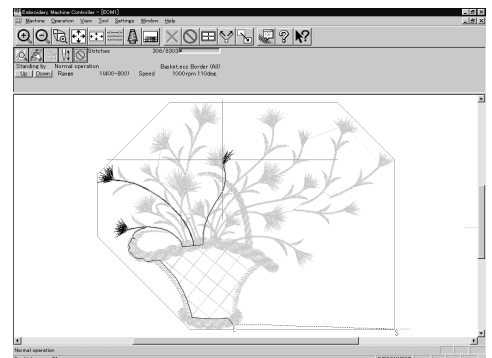 Embroidery Machine Controller - [ECM1]
Machine Operation View Tool Settings Window Help
Stitches 306/8303
Standing by Normal operation Basket.ecs Border (All)
Up Down Range 1(400-800) Speed 1000rpm 110deg.
S
Normal operation